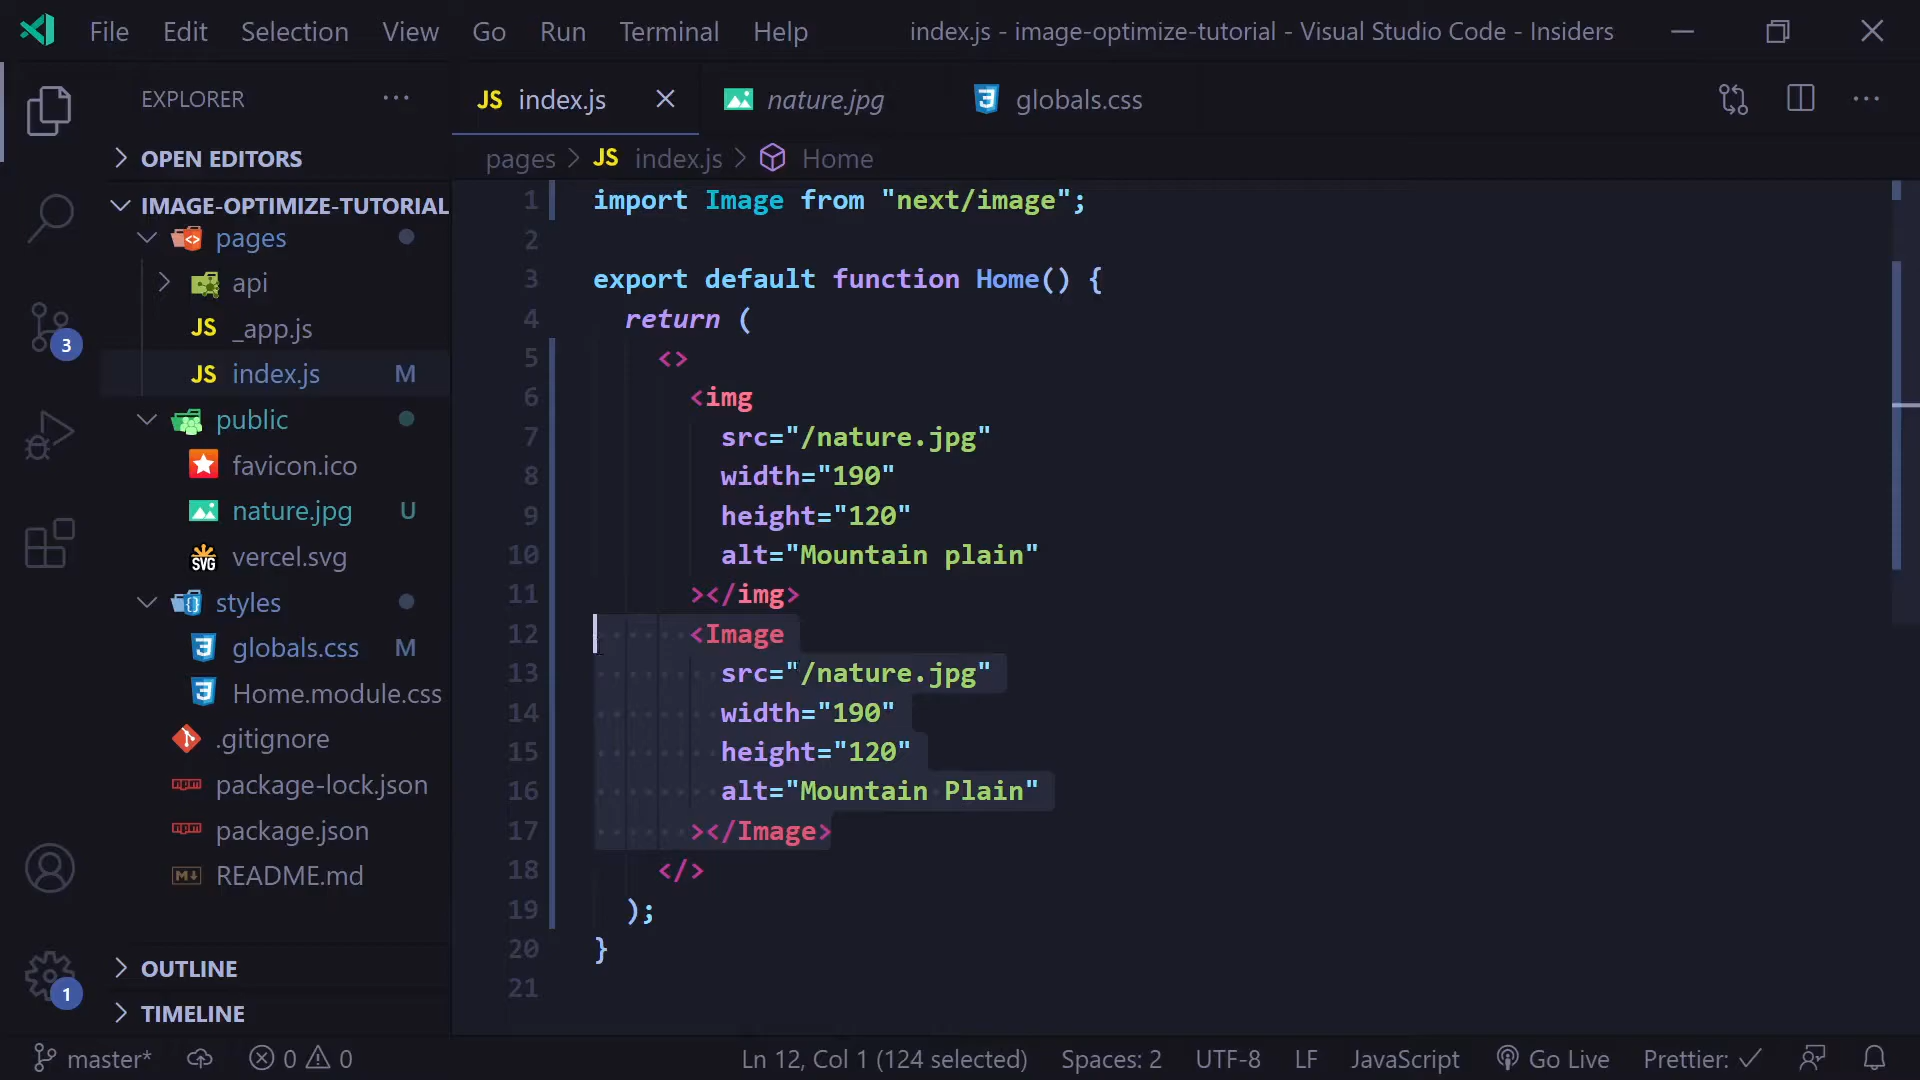 File Edit Selection View Go Run Terminal Help index.js - image-optimize-tutorial - Visual Studio Code - Insiders
EXPLORER
JS index.js nature.jpg globals.css
OPEN EDITORS
pages > JS index.js > Home
IMAGE-OPTIMIZE-TUTORIAL
pages
api
JS _app.js
JS index.js M
public
favicon.ico
nature.jpg U
SVG vercel.svg
styles
globals.css M
Home.module.css
.gitignore
package-lock.json
package.json
README.md
OUTLINE
TIMELINE
3
1
1 import Image from "next/image";
2
3 export default function Home() {
4 return (
5 <>
6 <img
7 src="/nature.jpg"
8 width="190"
9 height="120"
10 alt="Mountain plain"
11 ></img>
12 <Image
13 src="/nature.jpg"
14 width="190"
15 height="120"
16 alt="Mountain Plain"
17 ></Image>
18 </>
19 );
20 }
21
master* 0 0 Ln 12, Col 1 (124 selected) Spaces: 2 UTF-8 LF JavaScript Go Live Prettier: ✓